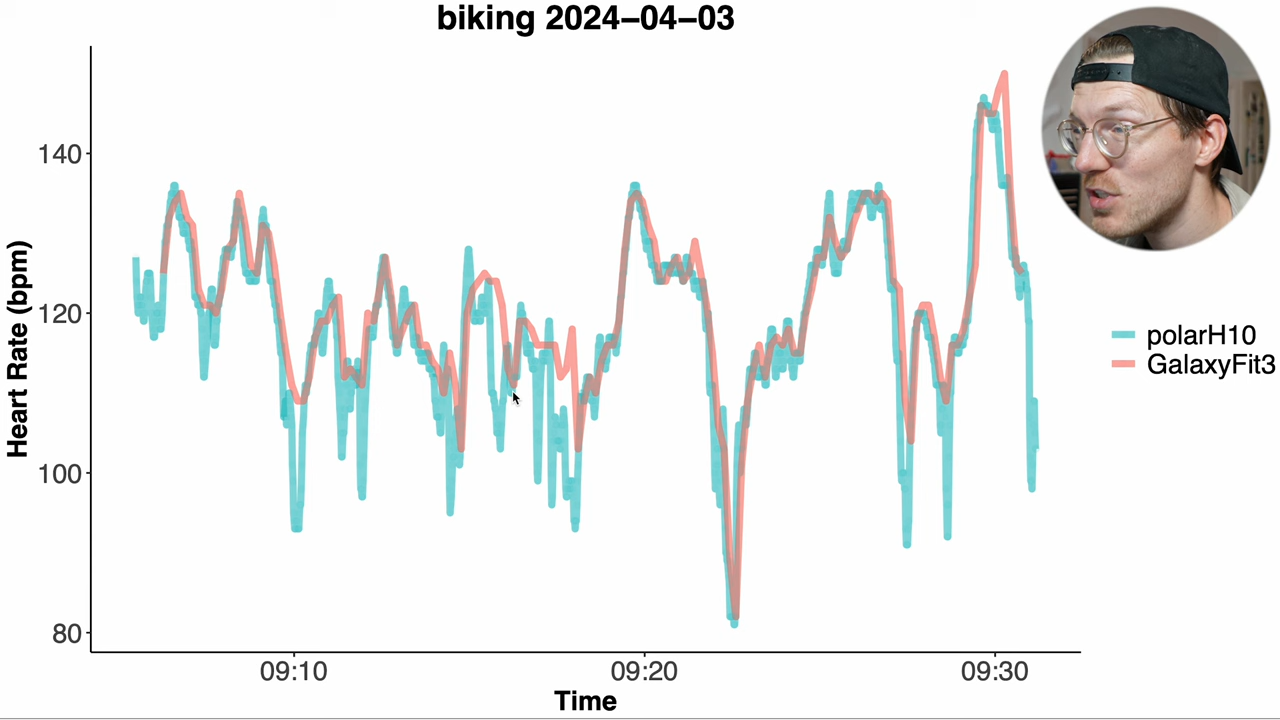 biking 2024–04–03
Heart Rate (bpm)
140
120
100
80
09:10
09:20
09:30
Time
polarH10
GalaxyFit3